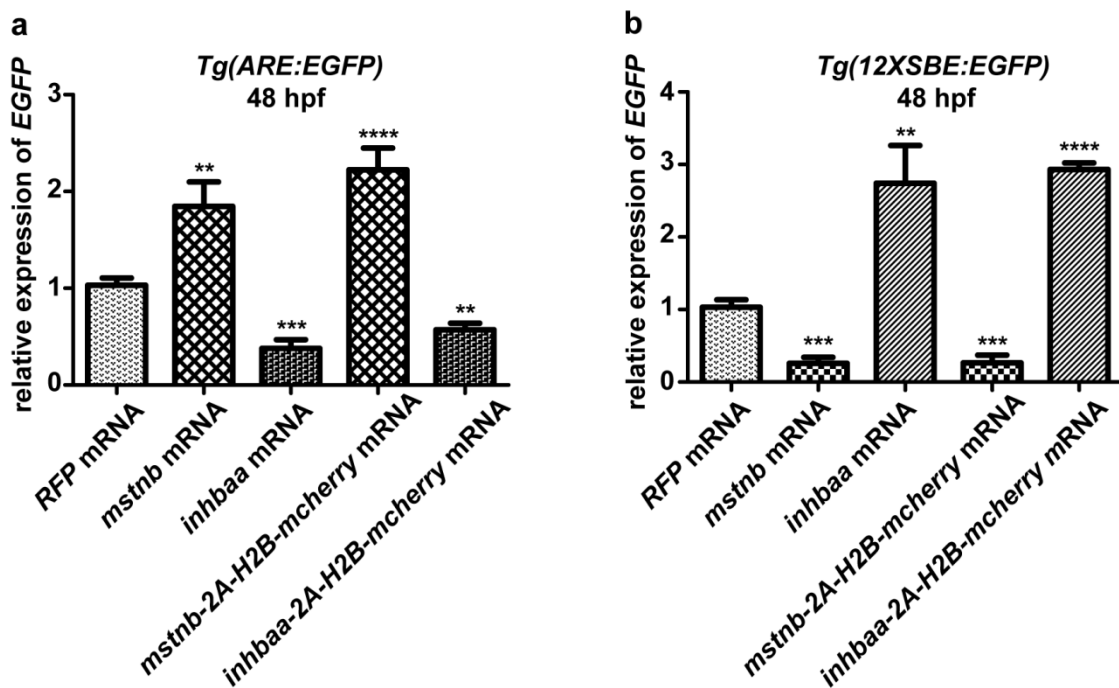 a
Tg(ARE:EGFP)
48 hpf
relative expression of EGFP
3
2
1
0
**
***
****
**
RFP mRNA
mstnb mRNA
inhbaa mRNA
mstnb-2A-H2B-mcherry mRNA
inhbaa-2A-H2B-mcherry mRNA
b
Tg(12XSBE:EGFP)
48 hpf
relative expression of EGFP
4
3
2
1
0
***
**
***
****
RFP mRNA
mstnb mRNA
inhbaa mRNA
mstnb-2A-H2B-mcherry mRNA
inhbaa-2A-H2B-mcherry mRNA